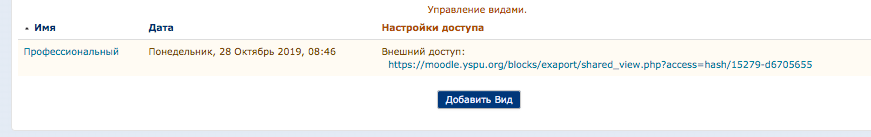 Управление видами.
Имя Дата Настройки доступа
Профессиональный Понедельник, 28 Октябрь 2019, 08:46 Внешний доступ:
https://moodle.yspu.org/blocks/exaport/shared_view.php?access=hash/15279-d6705655
Добавить Вид